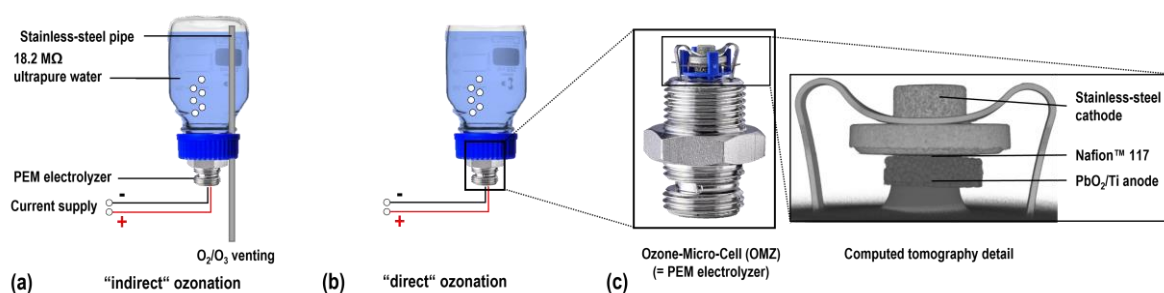 Stainless-steel pipe
18.2 MΩ
ultrapure water
PEM electrolyzer
-
Current supply
+
O₂/O₃ venting
(a)
"indirect“ ozonation
-
+
(b)
"direct“ ozonation
(c)
Ozone-Micro-Cell (OMZ)
(= PEM electrolyzer)
Stainless-steel
cathode
Nafion™ 117
PbO₂/Ti anode
Computed tomography detail